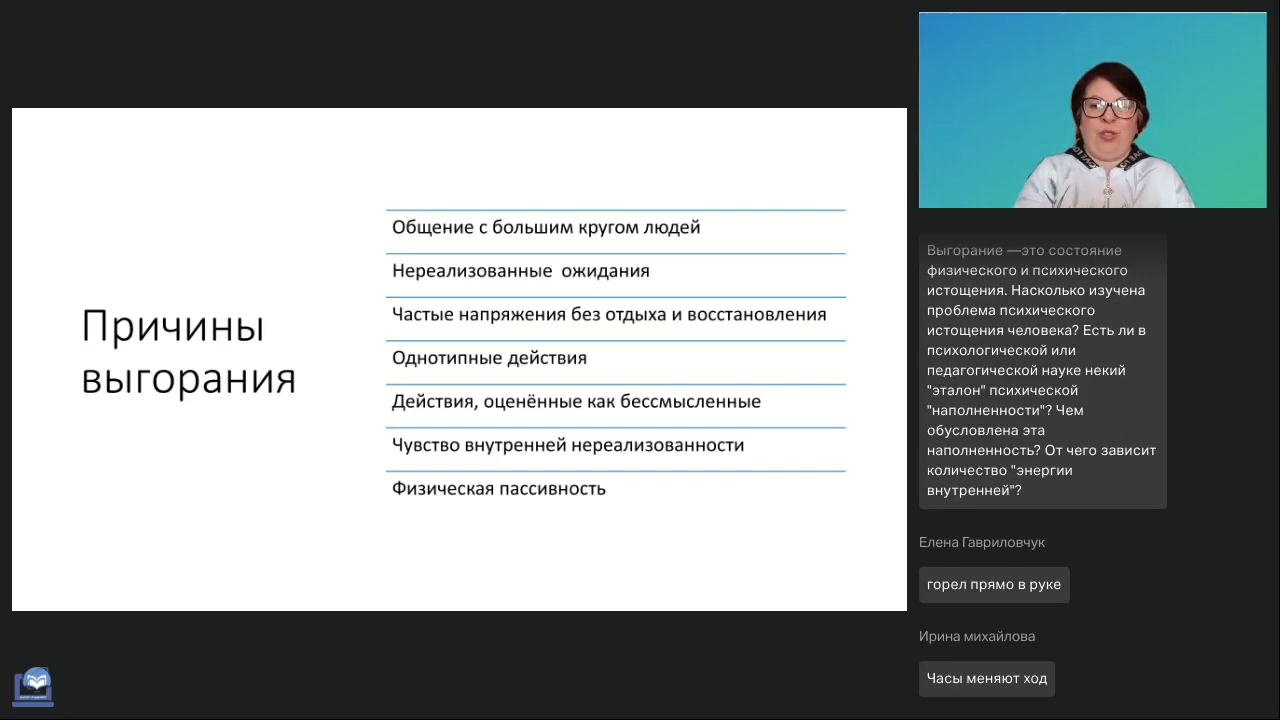 Причины
выгорания
Общение с большим кругом людей
Нереализованные ожидания
Частые напряжения без отдыха и восстановления
Однотипные действия
Действия, оценённые как бессмысленные
Чувство внутренней нереализованности
Физическая пассивность
Выгорание —это состояние
физического и психического
истощения. Насколько изучена
проблема психического
истощения человека? Есть ли в
психологической или
педагогической науке некий
"эталон" психической
"наполненности"? Чем
обусловлена эта
наполненность? От чего зависит
количество "энергии
внутренней"?
Елена Гавриловчук
горел прямо в руке
Ирина михайлова
Часы меняют ход